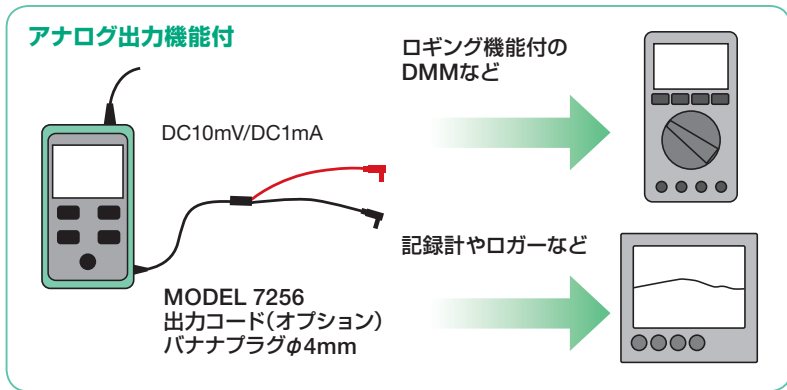 アナログ出力機能付
ロギング機能付の
DMMなど
DC10mV/DC1mA
記録計やロガーなど
MODEL 7256
出力コード（オプション）
バナナプラグφ4mm